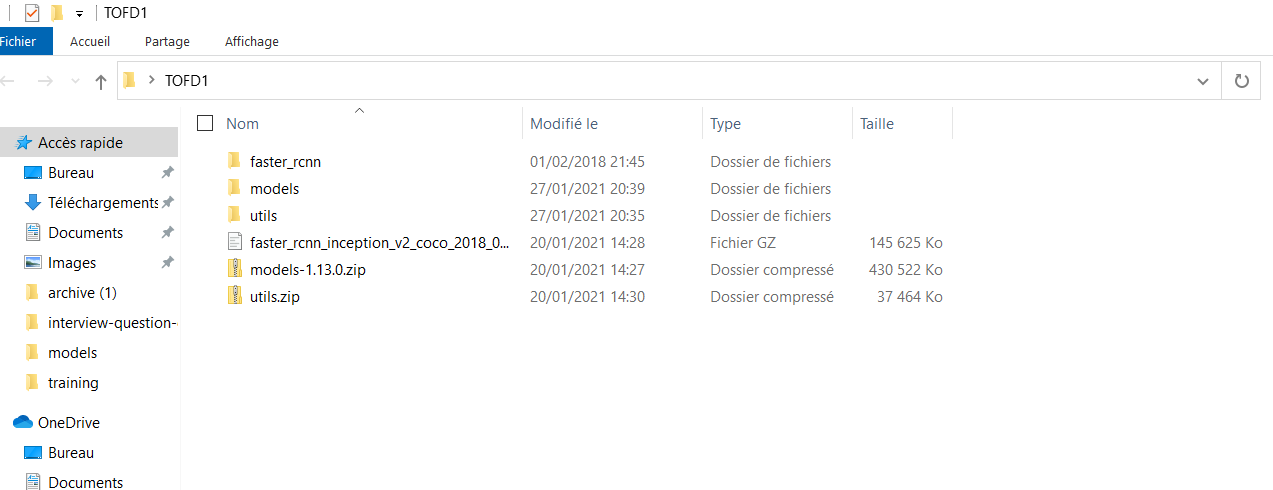 TOFD1
Fichier Accueil Partage Affichage
TOFD1
Nom Modifié le Type Taille
Accès rapide
Bureau
Téléchargements
Documents
Images
archive (1)
interview-question-
models
training
OneDrive
Bureau
Documents
faster_rcnn 01/02/2018 21:45 Dossier de fichiers
models 27/01/2021 20:39 Dossier de fichiers
utils 27/01/2021 20:35 Dossier de fichiers
faster_rcnn_inception_v2_coco_2018_0... 20/01/2021 14:28 Fichier GZ 145 625 Ko
models-1.13.0.zip 20/01/2021 14:27 Dossier compressé 430 522 Ko
utils.zip 20/01/2021 14:30 Dossier compressé 37 464 Ko